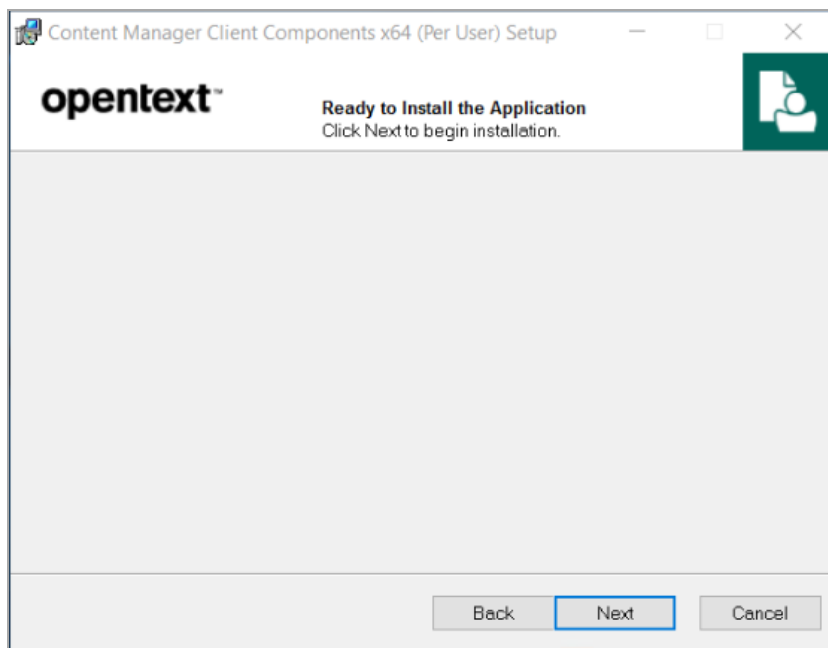 Content Manager Client Components x64 (Per User) Setup
opentext™
Ready to Install the Application
Click Next to begin installation.
Back Next Cancel